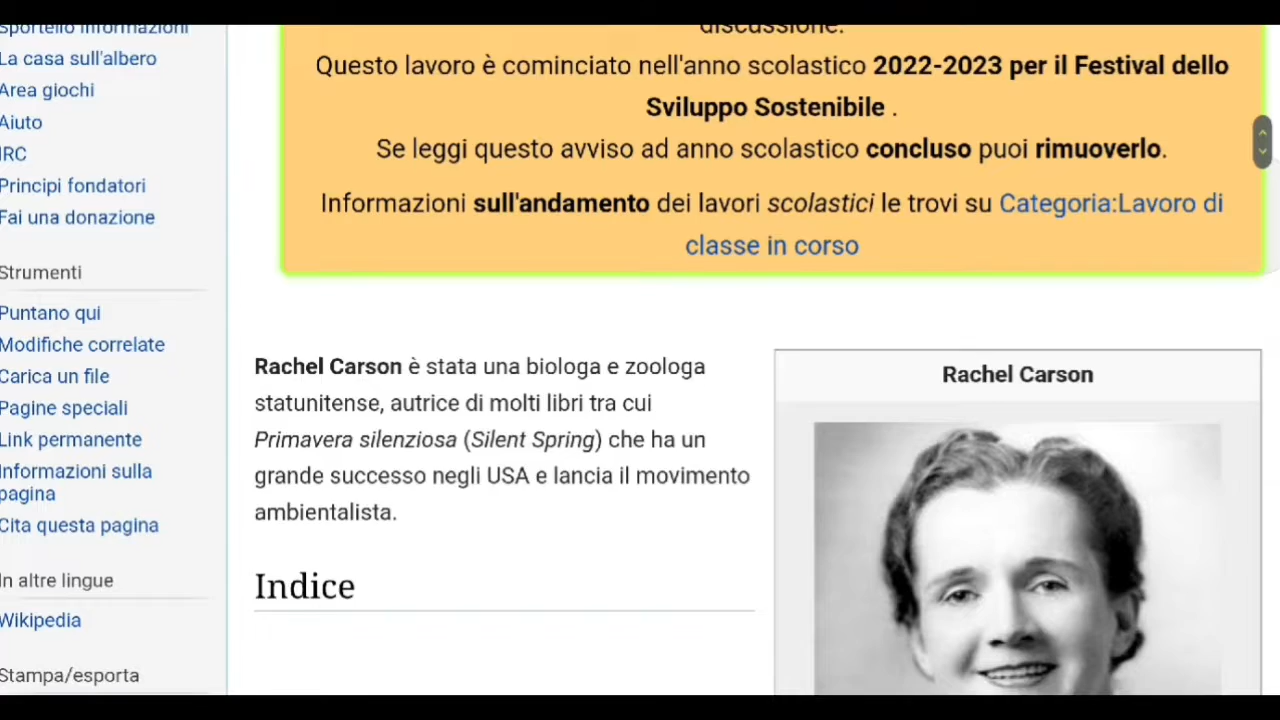 Sportello informazioni
La casa sull'albero
Area giochi
Aiuto
IRC
Principi fondatori
Fai una donazione
Strumenti
Puntano qui
Modifiche correlate
Carica un file
Pagine speciali
Link permanente
Informazioni sulla
pagina
Cita questa pagina
In altre lingue
Wikipedia
Stampa/esporta
discussione.
Questo lavoro è cominciato nell'anno scolastico 2022-2023 per il Festival dello
Sviluppo Sostenibile .
Se leggi questo avviso ad anno scolastico concluso puoi rimuoverlo.
Informazioni sull'andamento dei lavori scolastici le trovi su Categoria:Lavoro di
classe in corso
Rachel Carson è stata una biologa e zoologa
statunitense, autrice di molti libri tra cui
Primavera silenziosa (Silent Spring) che ha un
grande successo negli USA e lancia il movimento
ambientalista.
Indice
Rachel Carson